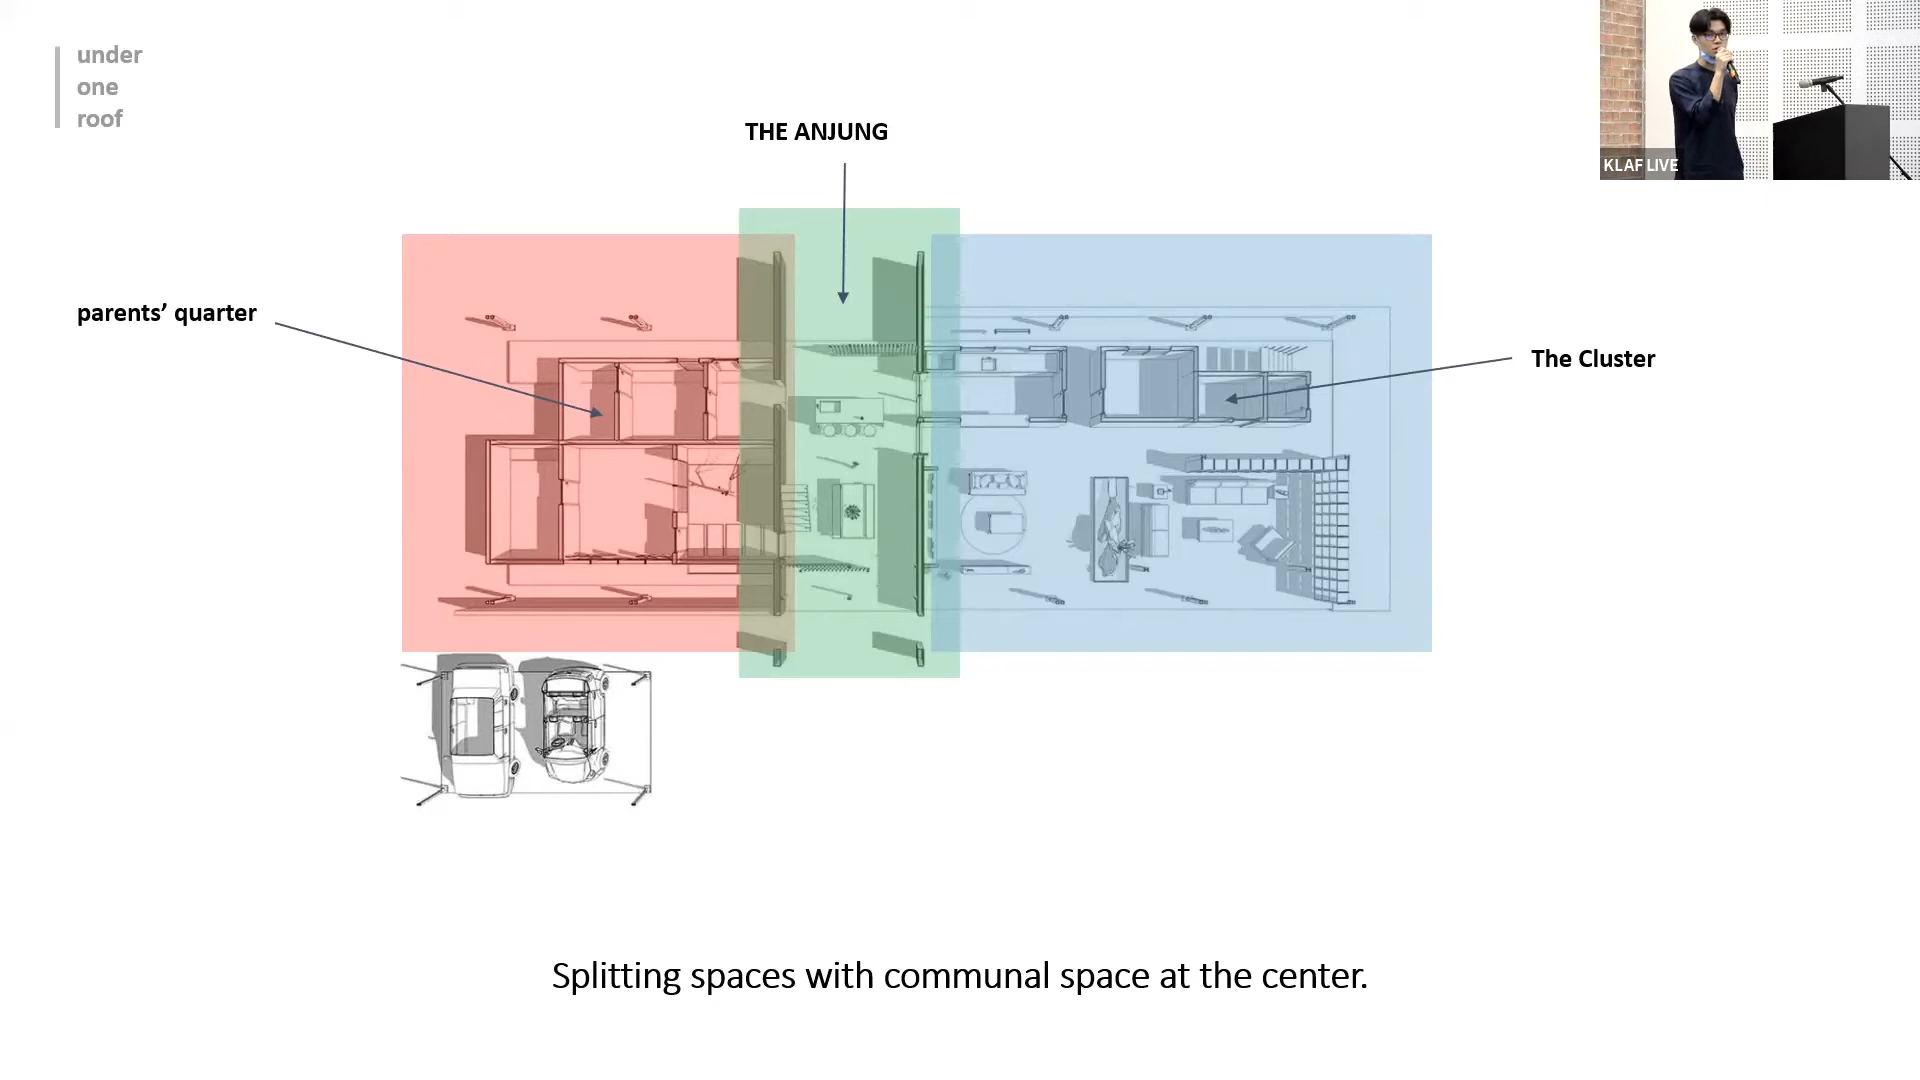 under
one
roof
KLAF LIVE
THE ANJUNG
parents’ quarter
The Cluster
Splitting spaces with communal space at the center.